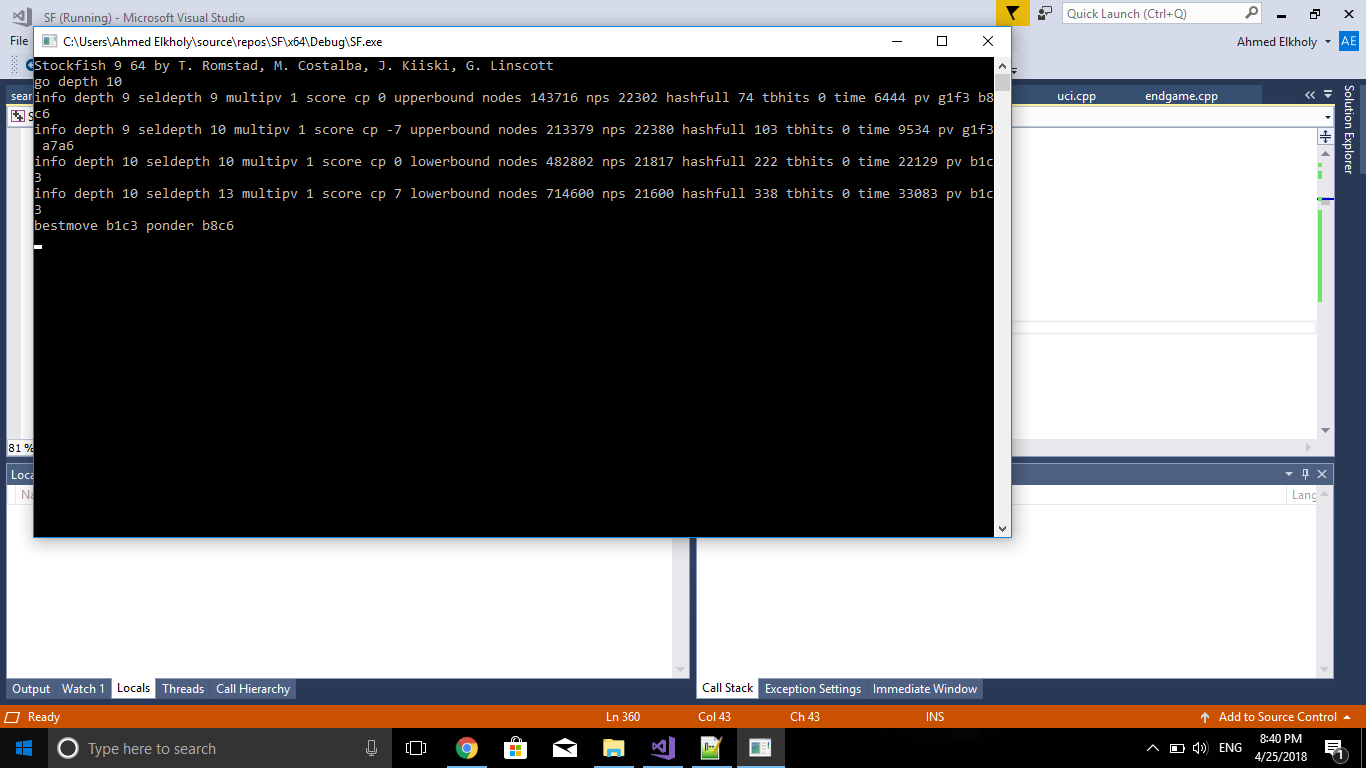 SF (Running) - Microsoft Visual Studio
Quick Launch (Ctrl+Q)
File
Ahmed Elkholy
AE
C:\Users\Ahmed Elkholy\source\repos\SF\x64\Debug\SF.exe
Stockfish 9 64 by T. Romstad, M. Costalba, J. Kiiski, G. Linscott
go depth 10
info depth 9 seldepth 9 multipv 1 score cp 0 upperbound nodes 143716 nps 22302 hashfull 74 tbhits 0 time 6444 pv g1f3 b8
c6
info depth 9 seldepth 10 multipv 1 score cp -7 upperbound nodes 213379 nps 22380 hashfull 103 tbhits 0 time 9534 pv g1f3
a7a6
info depth 10 seldepth 10 multipv 1 score cp 0 lowerbound nodes 482802 nps 21817 hashfull 222 tbhits 0 time 22129 pv b1c
3
info depth 10 seldepth 13 multipv 1 score cp 7 lowerbound nodes 714600 nps 21600 hashfull 338 tbhits 0 time 33083 pv b1c
3
bestmove b1c3 ponder b8c6
sear
uci.cpp
endgame.cpp
Solution Explorer
81 %
Loca
Na
Lang
Output
Watch 1
Locals
Threads
Call Hierarchy
Call Stack
Exception Settings
Immediate Window
Ready
Ln 360
Col 43
Ch 43
INS
Add to Source Control
Type here to search
ENG
8:40 PM
4/25/2018
1